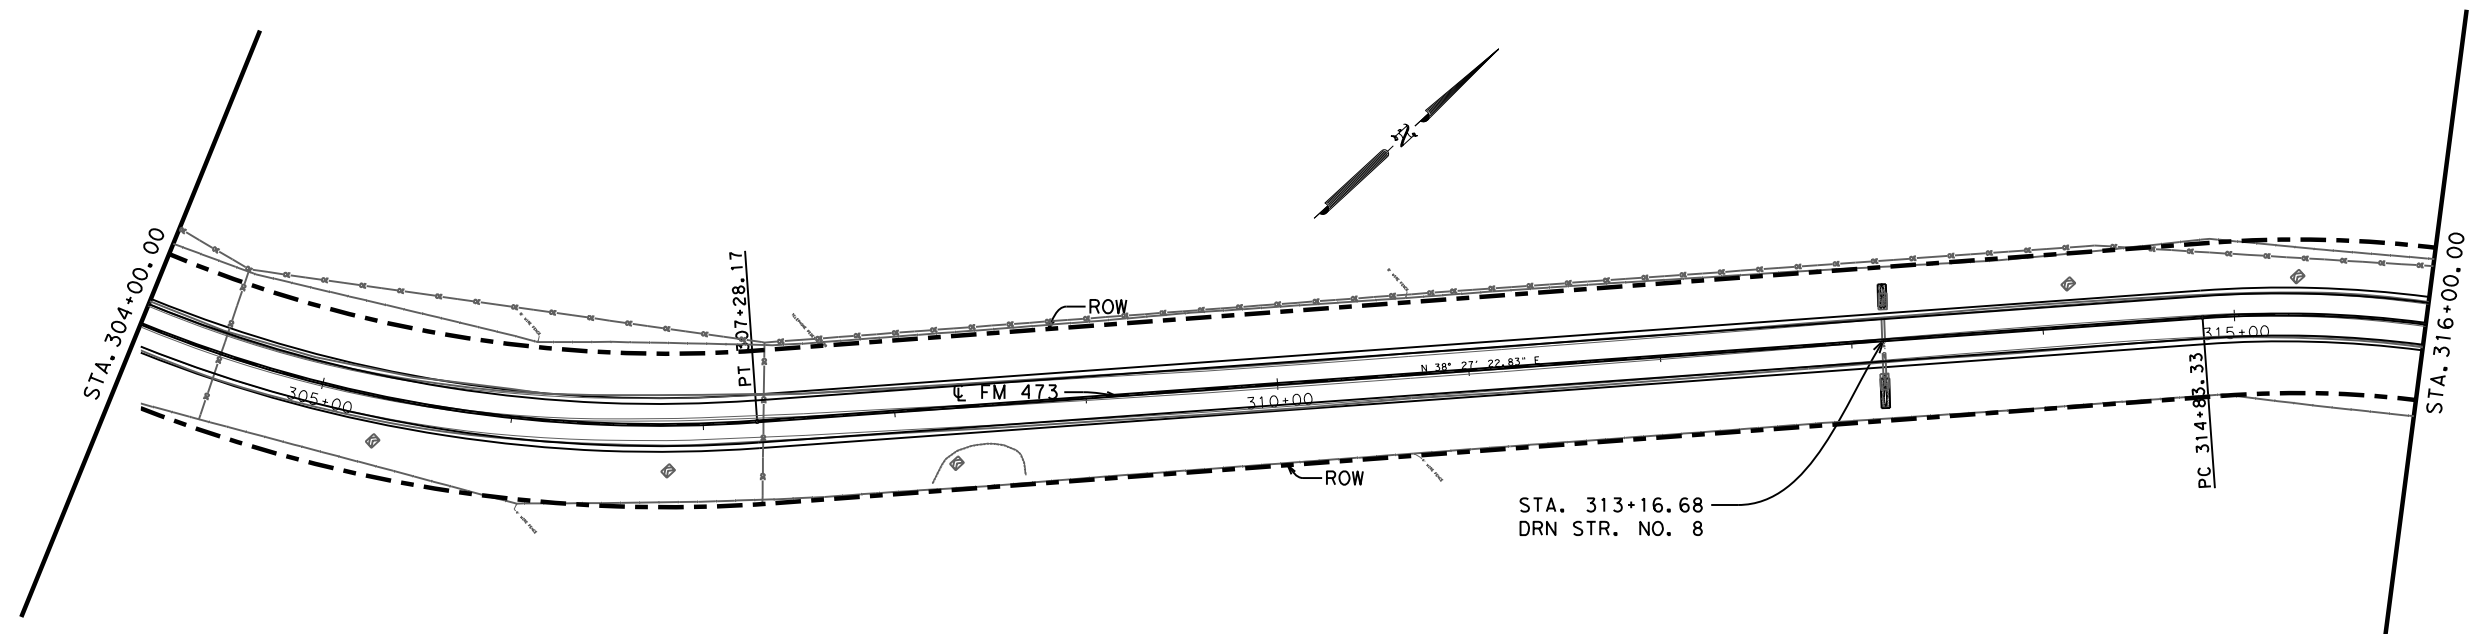 N.
STA. 304+00.00
PT 307+28.17
ROW
STA. 316+00.00
305+00
℄ FM 473
N 38° 27' 22.83" E
310+00
315+00
PC 314+83.33
ROW
STA. 313+16.68
DRN STR. NO. 8